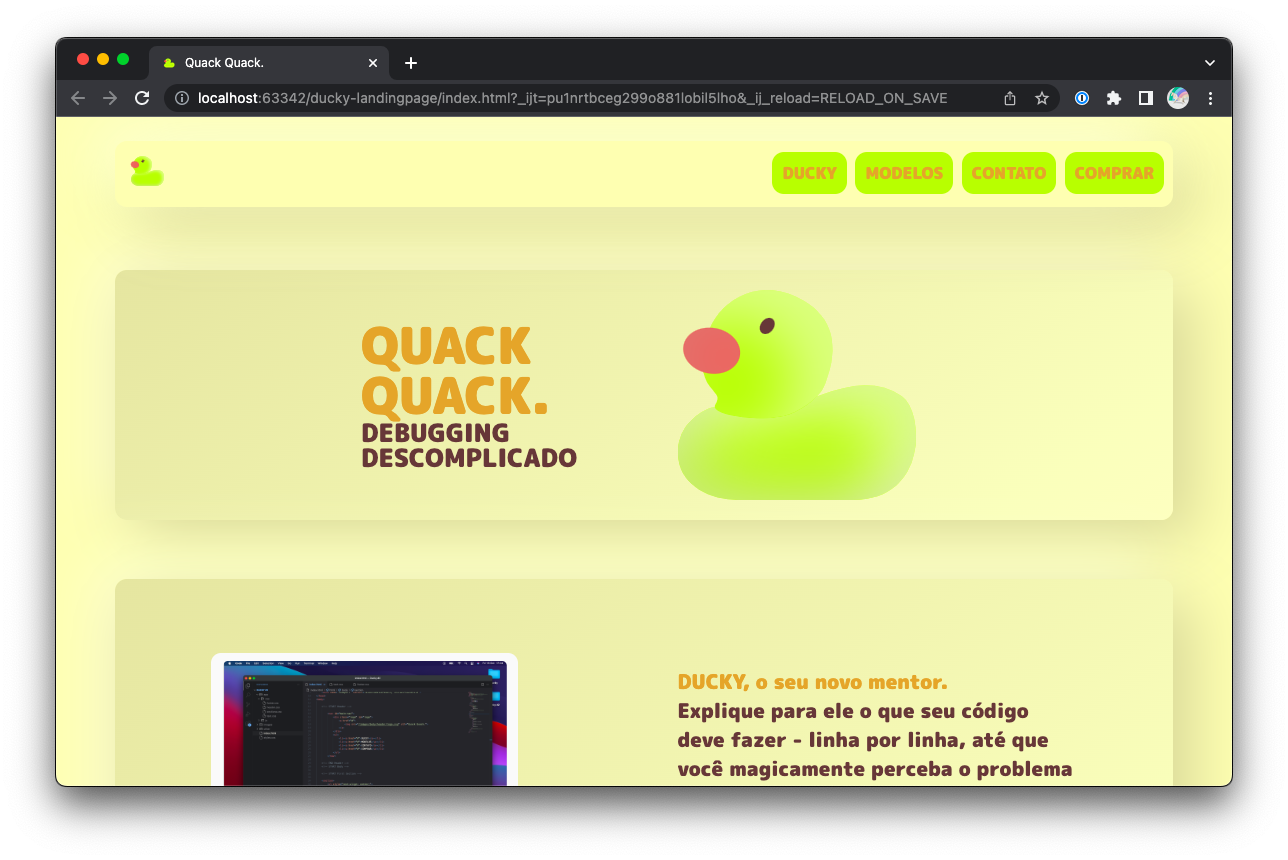 Quack Quack.
localhost:63342/ducky-landingpage/index.html?_ijt=pu1nrtbceg299o881lobil5lho&_ij_reload=RELOAD_ON_SAVE
DUCKY MODELOS CONTATO COMPRAR
QUACK
QUACK.
DEBUGGING
DESCOMPLICADO
DUCKY, o seu novo mentor.
Explique para ele o que seu código
deve fazer - linha por linha, até que
você magicamente perceba o problema